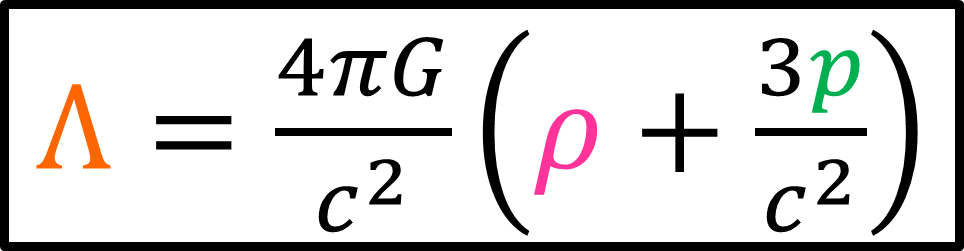 Λ = 4πG/c² (ρ + 3p/c²)